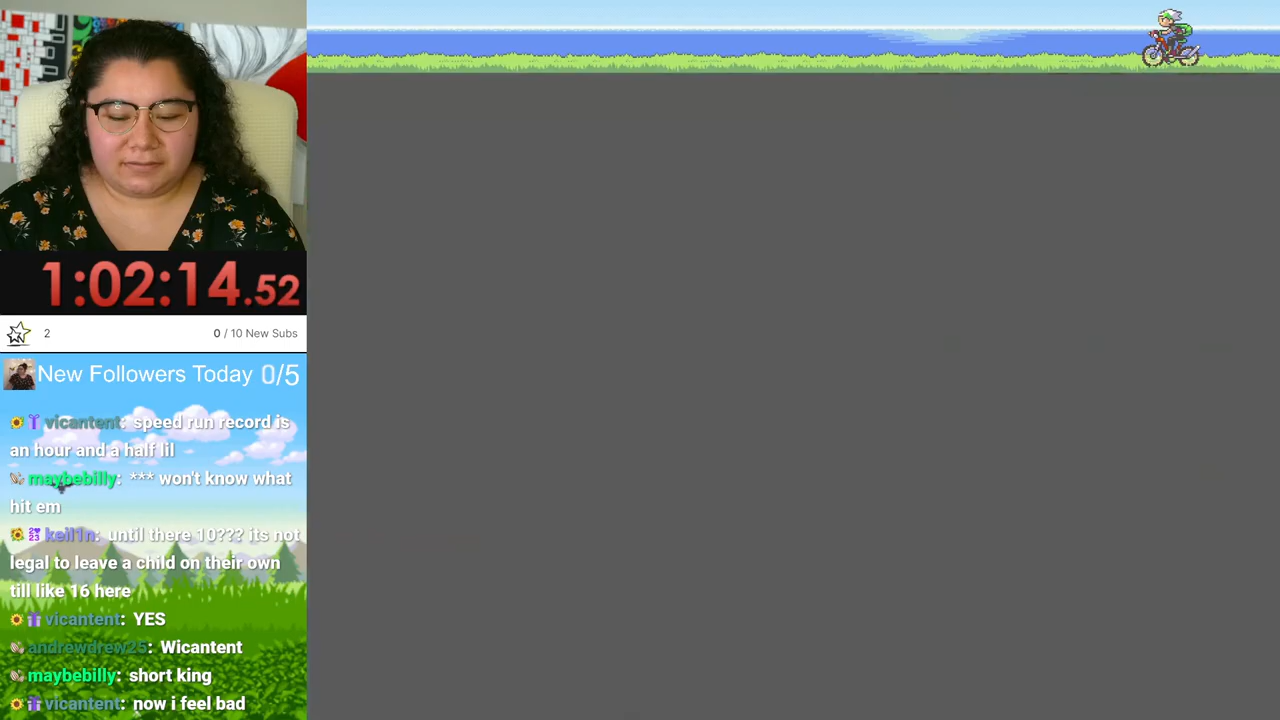 1:02:14.52
2 0 / 10 New Subs
New Followers Today 0/5
vicantent: speed run record is
an hour and a half lil
maybebilly: *** won't know what
hit em
keil1n: until there 10??? its not
legal to leave a child on their own
till like 16 here
vicantent: YES
andrewdrew25: Wicantent
maybebilly: short king
vicantent: now i feel bad